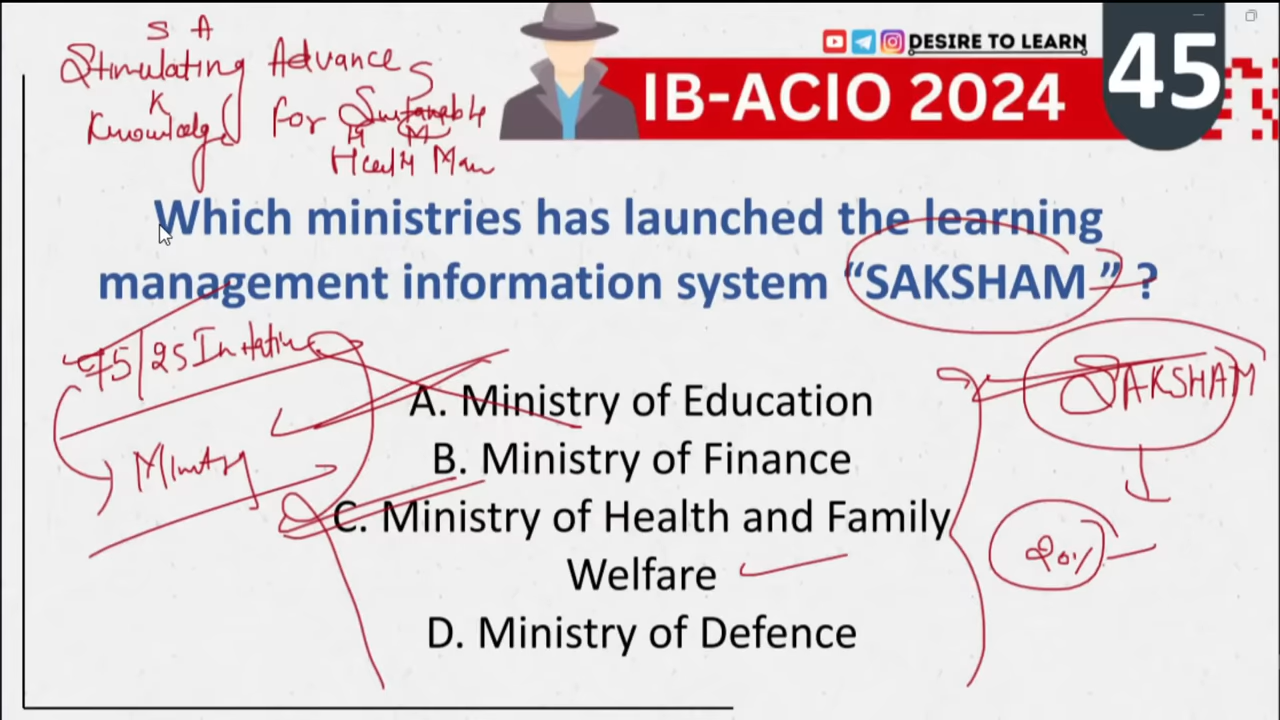 S A
Stimulating Advance S
K
Knowledge for Sustainable
H M
Health Man
DESIRE TO LEARN
IB-ACIO 2024
45
Which ministries has launched the learning
management information system “SAKSHAM” ?
75/25 Initiative
Ministry
SAKSHAM
A. Ministry of Education
B. Ministry of Finance
C. Ministry of Health and Family
Welfare
D. Ministry of Defence